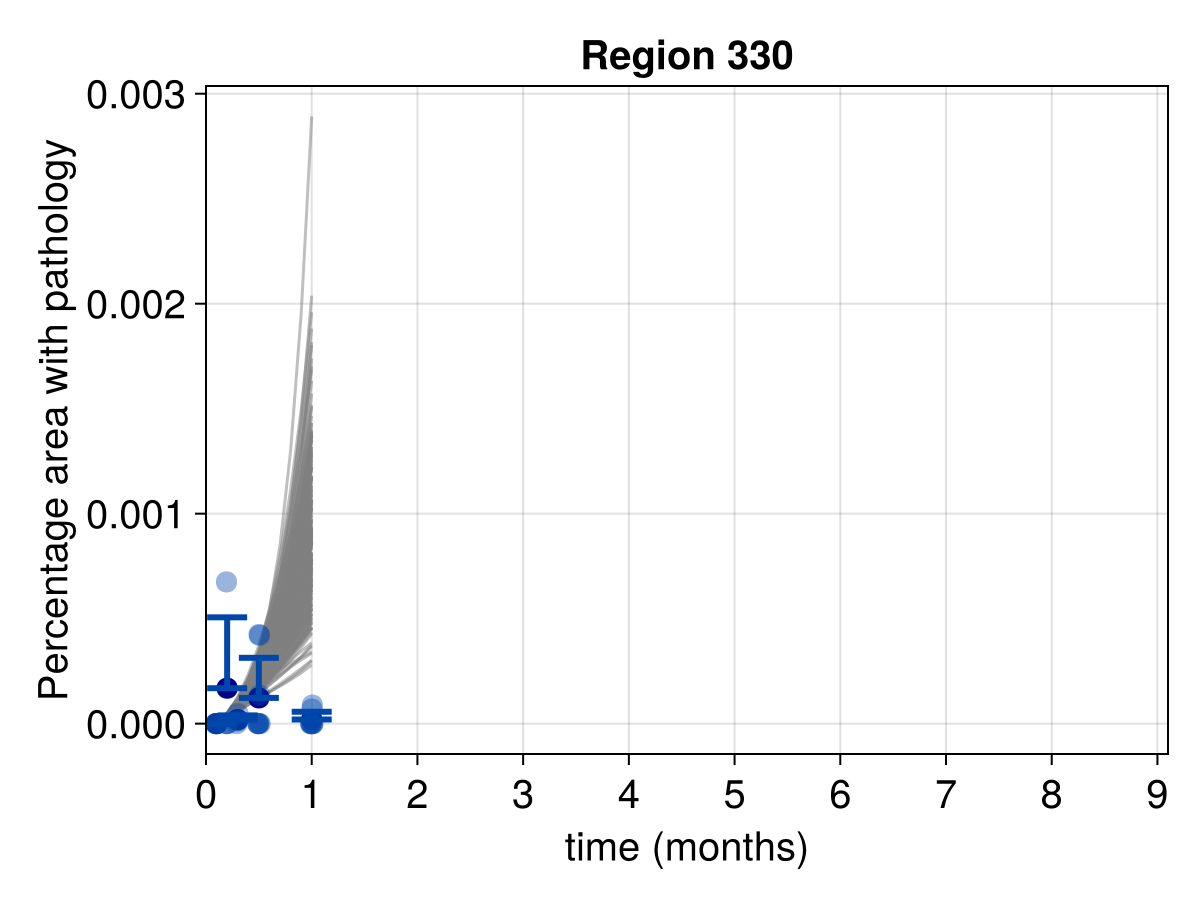 Region 330
Percentage area with pathology
0.003
0.002
0.001
0.000
0 1 2 3 4 5 6 7 8 9
time (months)